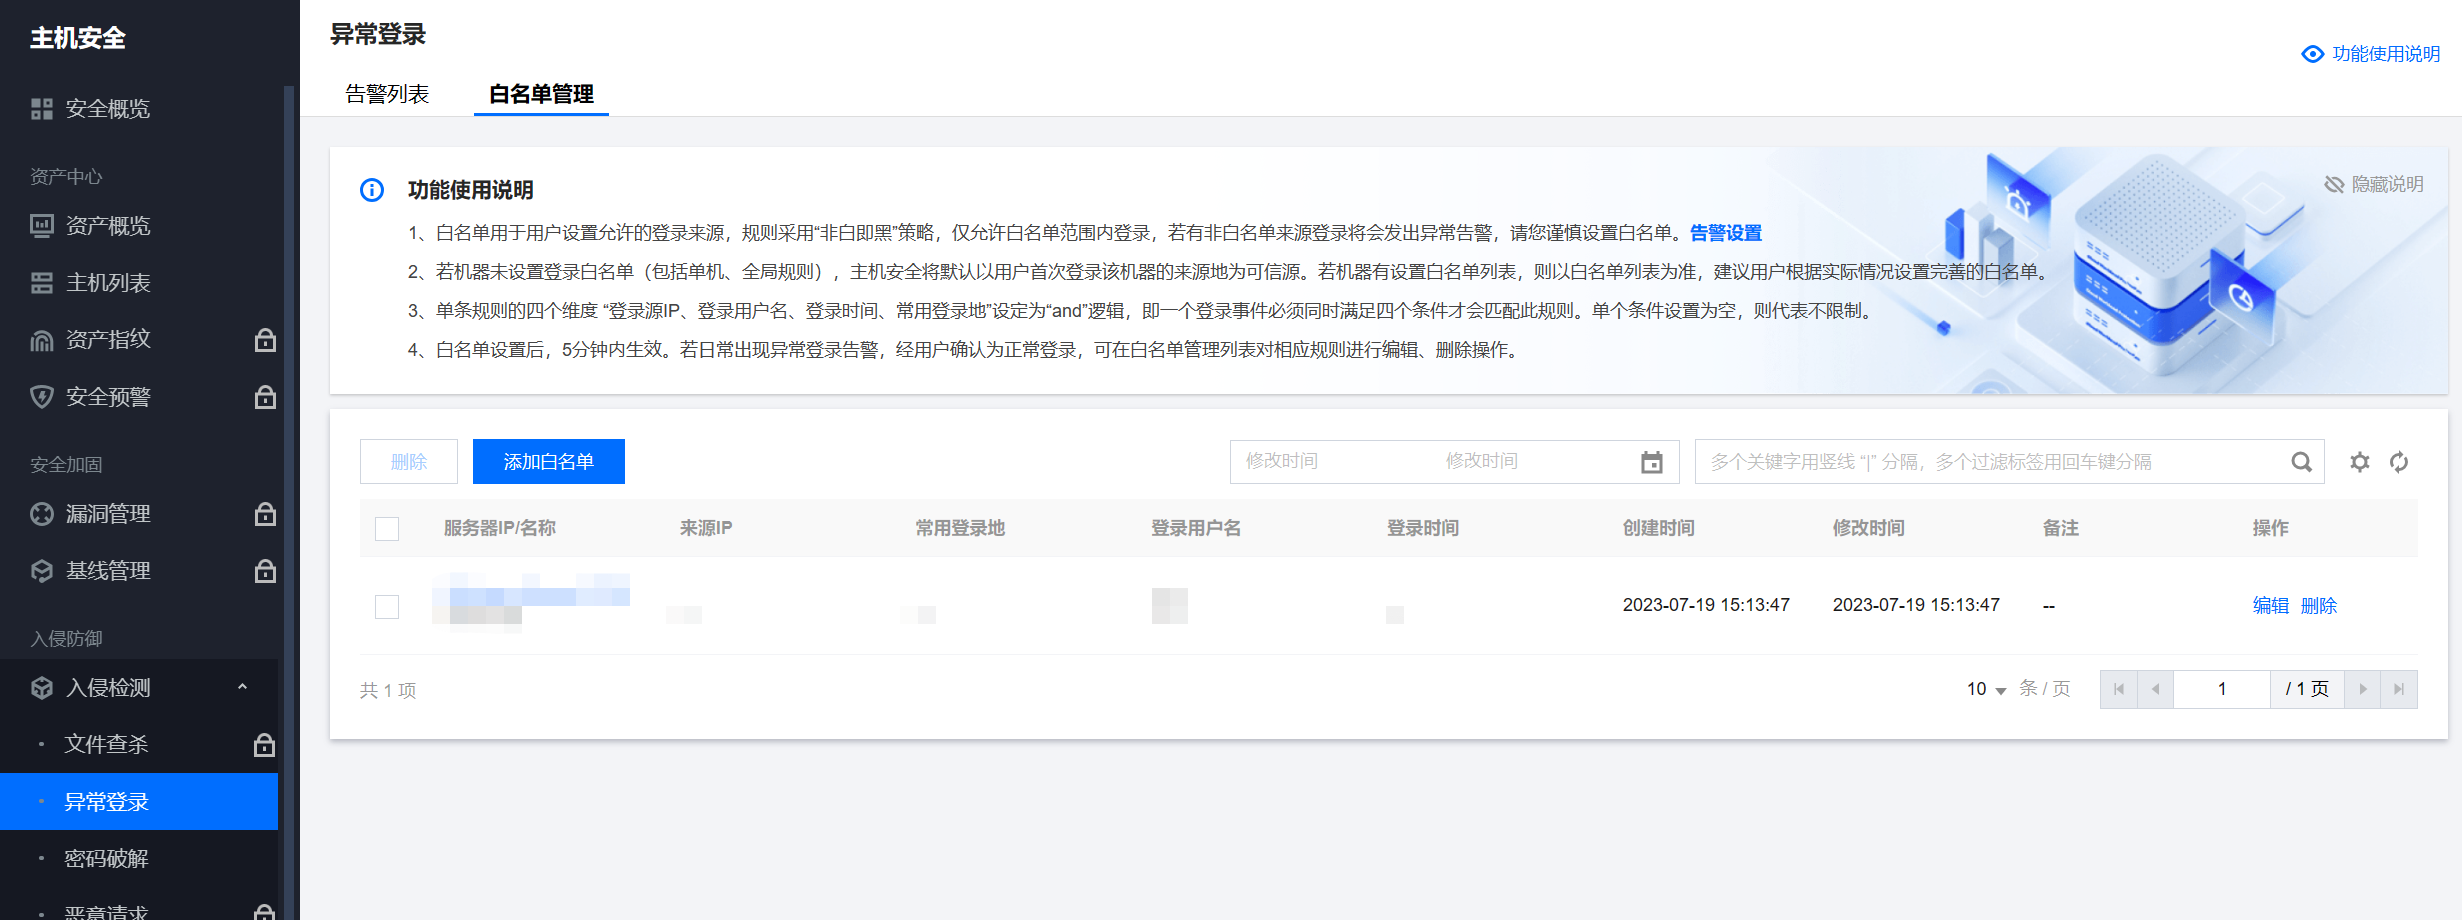 主机安全
安全概览
资产中心
资产概览
主机列表
资产指纹
安全预警
安全加固
漏洞管理
基线管理
入侵防御
入侵检测
文件查杀
异常登录
密码破解
恶意请求
异常登录
功能使用说明
告警列表 白名单管理
功能使用说明
隐藏说明
1、白名单用于用户设置允许的登录来源，规则采用“非白即黑”策略，仅允许白名单范围内登录，若有非白名单来源登录将会发出异常告警，请您谨慎设置白名单。告警设置
2、若机器未设置登录白名单（包括单机、全局规则），主机安全将默认以用户首次登录该机器的来源地为可信源。若机器有设置白名单列表，则以白名单列表为准，建议用户根据实际情况设置完善的白名单。
3、单条规则的四个维度 “登录源IP、登录用户名、登录时间、常用登录地”设定为“and”逻辑，即一个登录事件必须同时满足四个条件才会匹配此规则。单个条件设置为空，则代表不限制。
4、白名单设置后，5分钟内生效。若日常出现异常登录告警，经用户确认为正常登录，可在白名单管理列表对相应规则进行编辑、删除操作。
删除 添加白名单 修改时间 修改时间 多个关键字用竖线 “|” 分隔，多个过滤标签用回车键分隔
服务器IP/名称 来源IP 常用登录地 登录用户名 登录时间 创建时间 修改时间 备注 操作
2023-07-19 15:13:47 2023-07-19 15:13:47 -- 编辑 删除
共 1 项 10 条 / 页 1 / 1 页